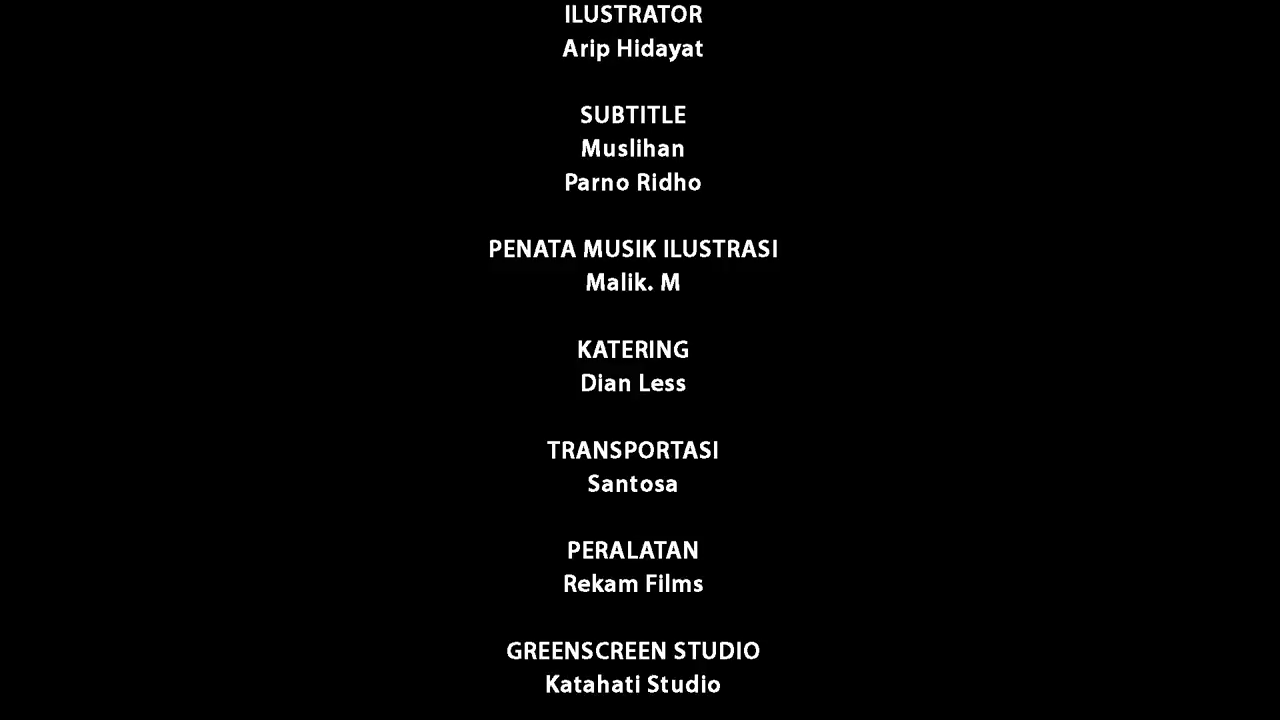 ILUSTRATOR
Arip Hidayat
SUBTITLE
Muslihan
Parno Ridho
PENATA MUSIK ILUSTRASI
Malik. M
KATERING
Dian Less
TRANSPORTASI
Santosa
PERALATAN
Rekam Films
GREENSCREEN STUDIO
Katahati Studio